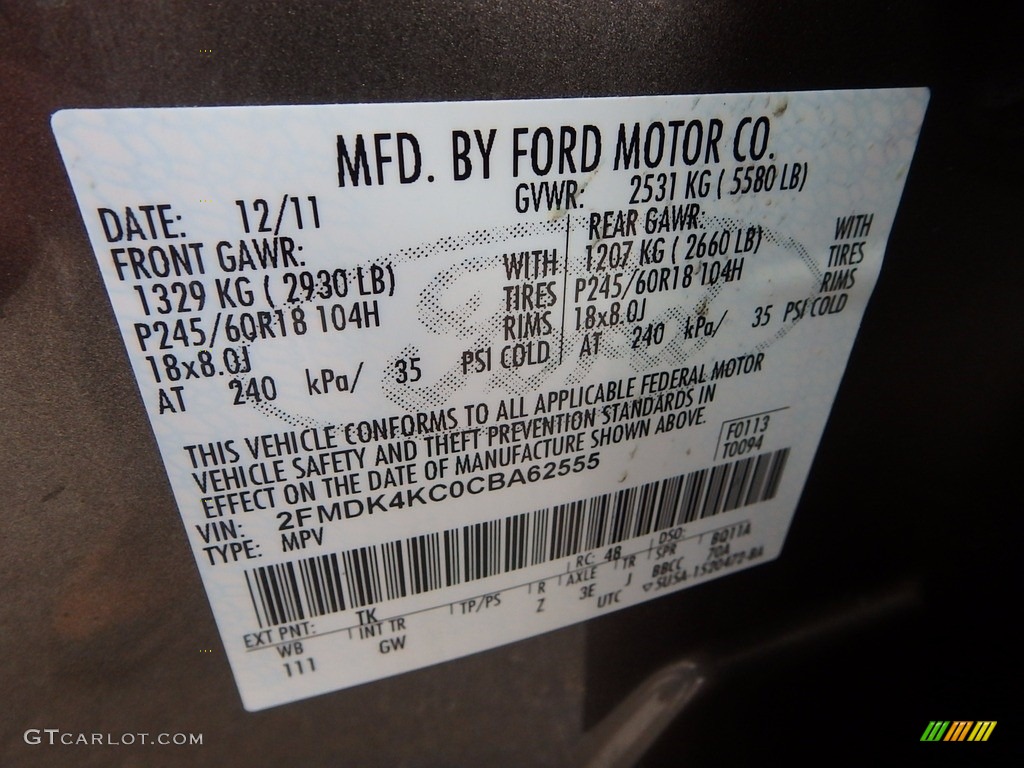 MFD. BY FORD MOTOR CO.
DATE: 12/11 GVWR: 2531 KG ( 5580 LB)
FRONT GAWR: REAR GAWR:
1329 KG ( 2930 LB) WITH 1207 KG (2660 LB) WITH
P245/60R18 104H TIRES P245/60R18 104H TIRES
18x8.0J RIMS 18x8.0J RIMS
AT 240 kPa/ 35 PSI COLD AT 240 kPa/ 35 PSI COLD
THIS VEHICLE CONFORMS TO ALL APPLICABLE FEDERAL MOTOR
VEHICLE SAFETY AND THEFT PREVENTION STANDARDS IN
EFFECT ON THE DATE OF MANUFACTURE SHOWN ABOVE.
F0113
T0094
VIN: 2FMDK4KC0CBA62555
TYPE: MPV
EXT PNT: TK RC: 48 DSO: BQ11A
WB INT TR TP/PS R AXLE TR SPR 70A
111 GW Z 3E J BBCC
UTC SUSA-1520472-BA
GTCARLOT.COM